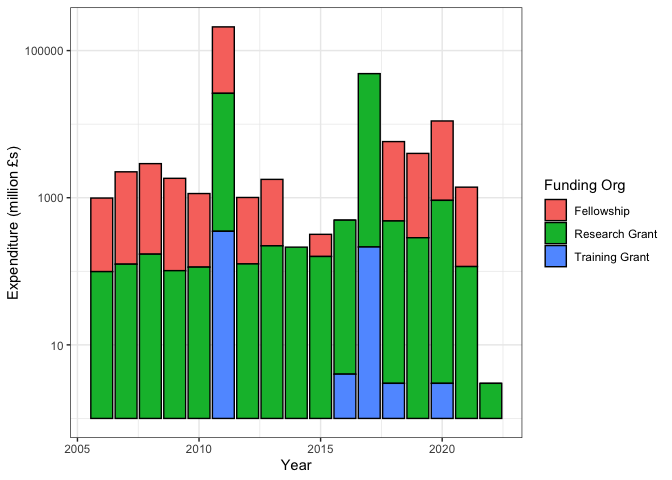 100000
1000
10
Expenditure (million £s)
2005
2010
2015
2020
Year
Funding Org
Fellowship
Research Grant
Training Grant